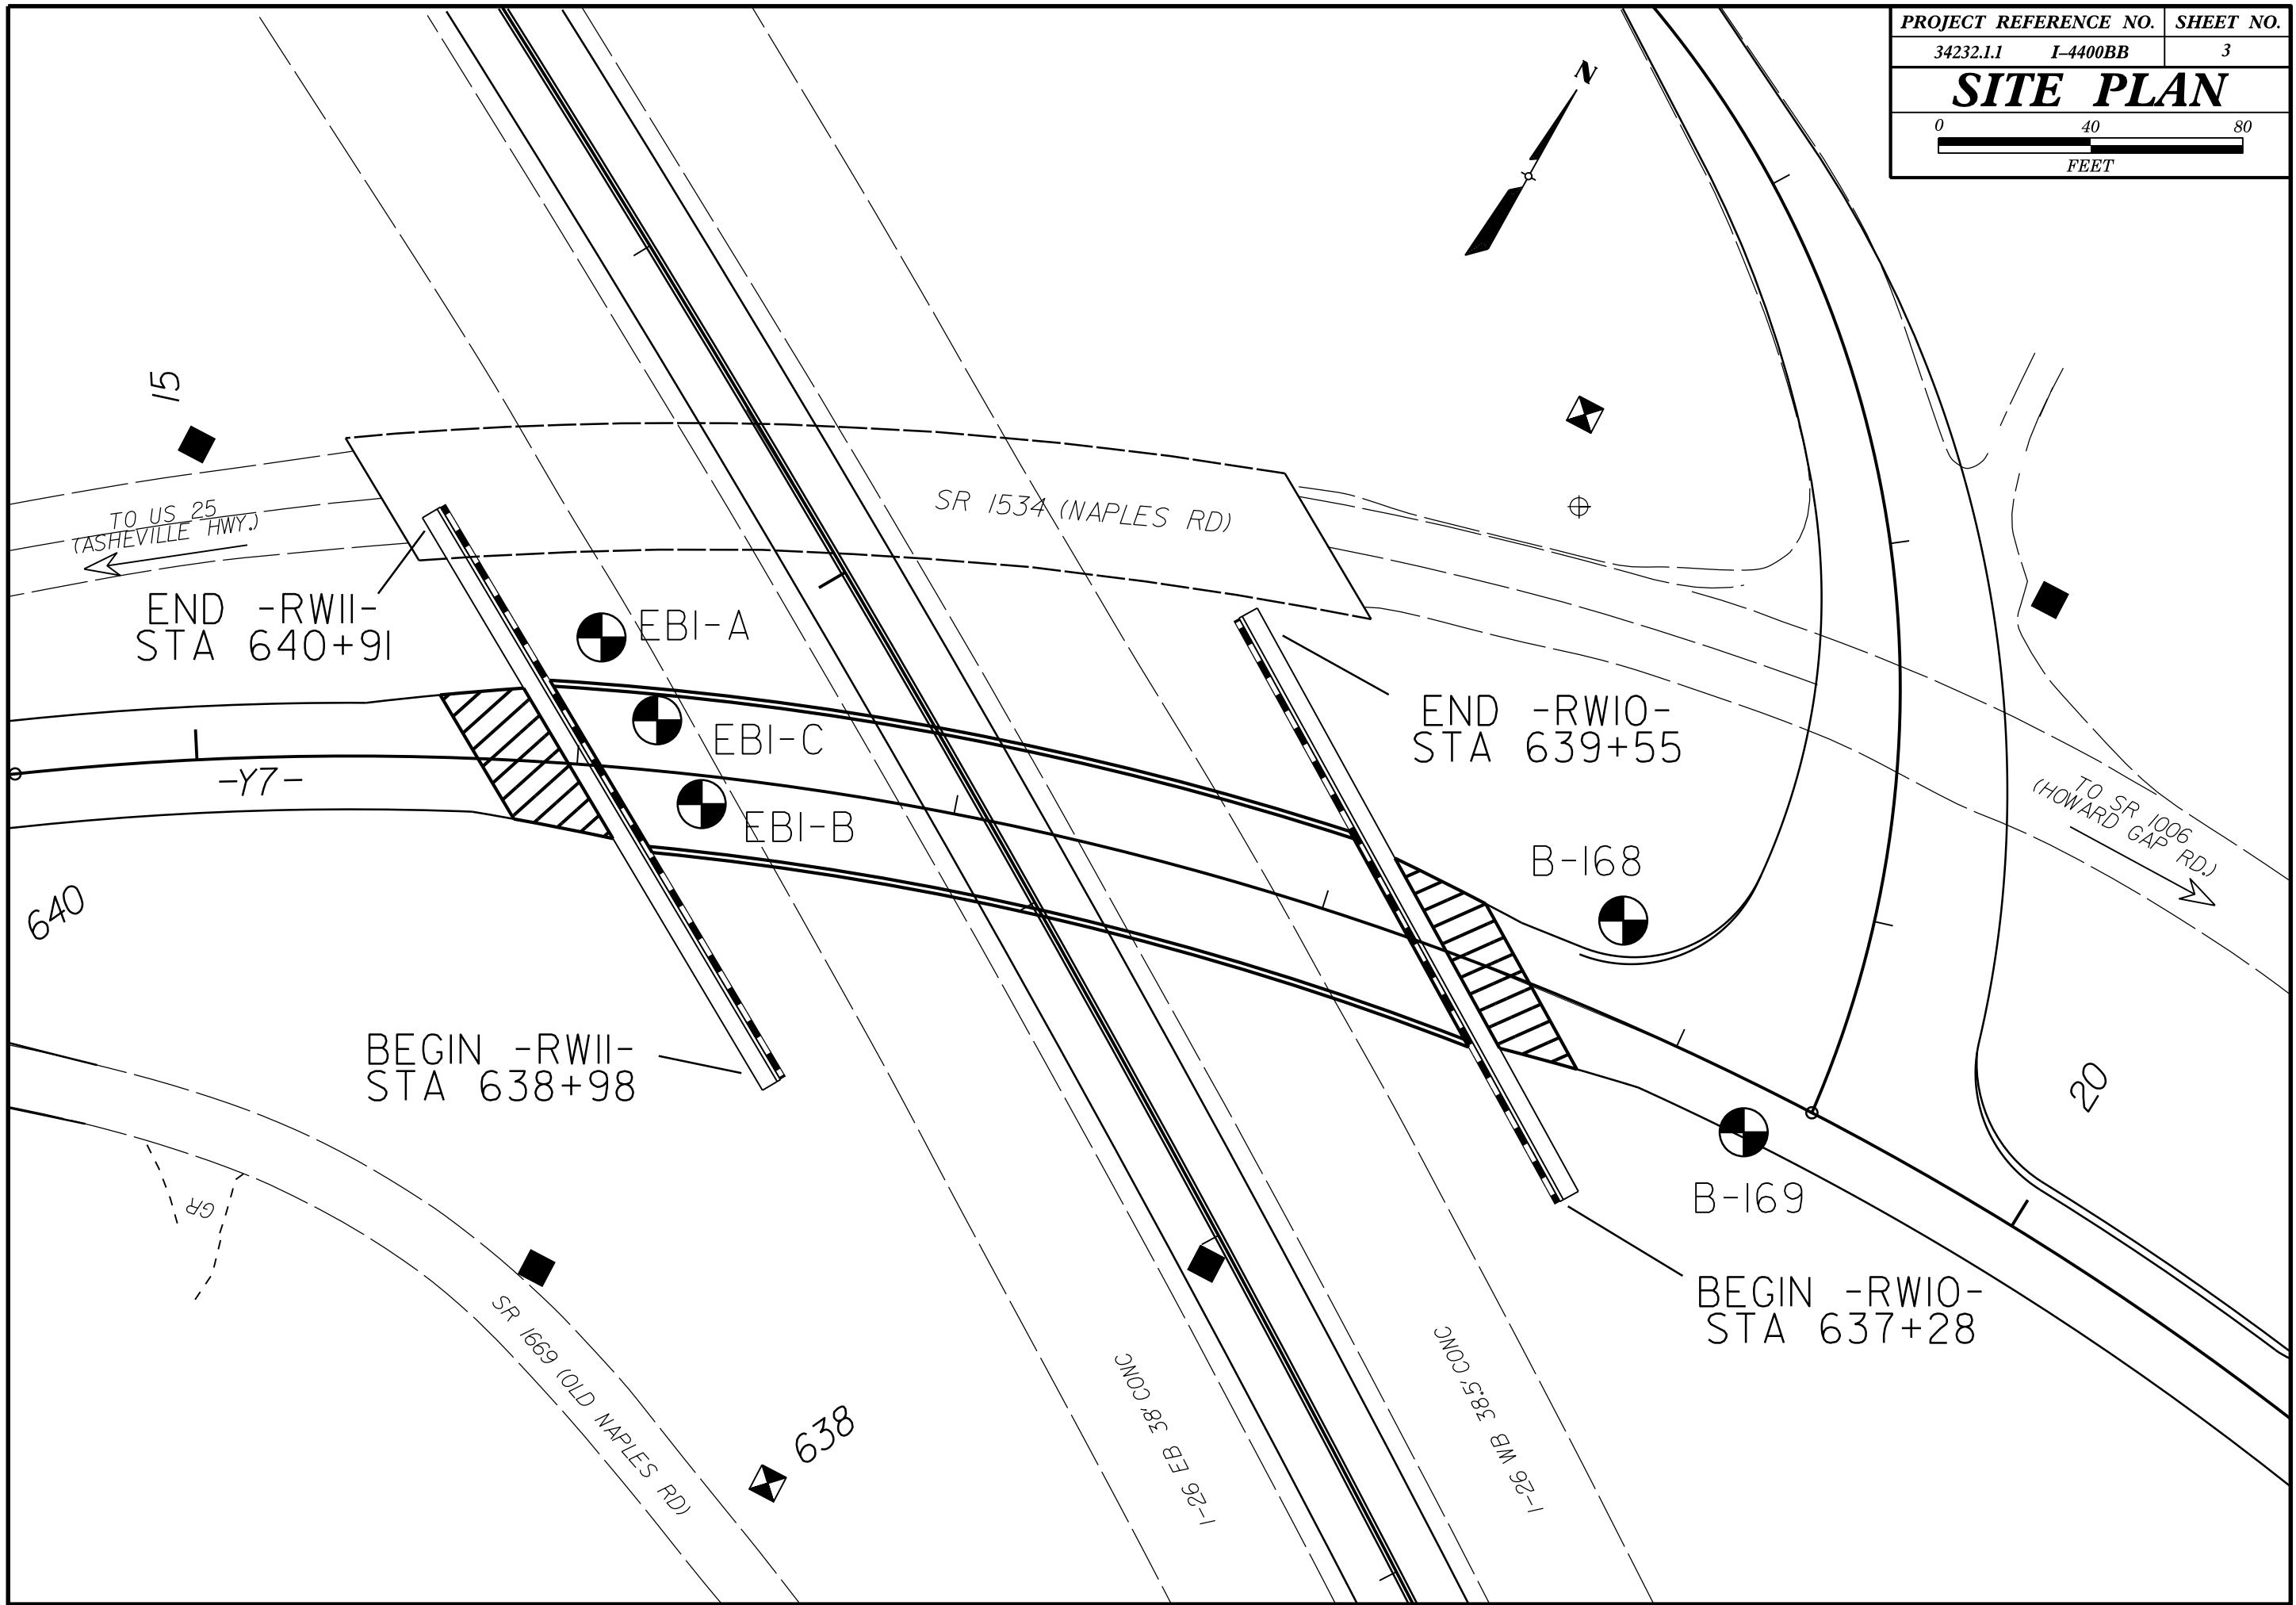 PROJECT REFERENCE NO. SHEET NO.
34232.1.1 I-4400BB 3
SITE PLAN
0 40 80
FEET
N
15
TO US 25
(ASHEVILLE HWY.)
SR 1534 (NAPLES RD)
END -RW11-
STA 640+91
EB1-A
EB1-C
EB1-B
-Y7-
END -RW10-
STA 639+55
B-168
TO SR 1006
(HOWARD GAP RD.)
640
BEGIN -RW11-
STA 638+98
20
B-169
GR
BEGIN -RW10-
STA 637+28
SR 1669 (OLD NAPLES RD)
638
I-26 EB 38' CONC
I-26 WB 38.5' CONC